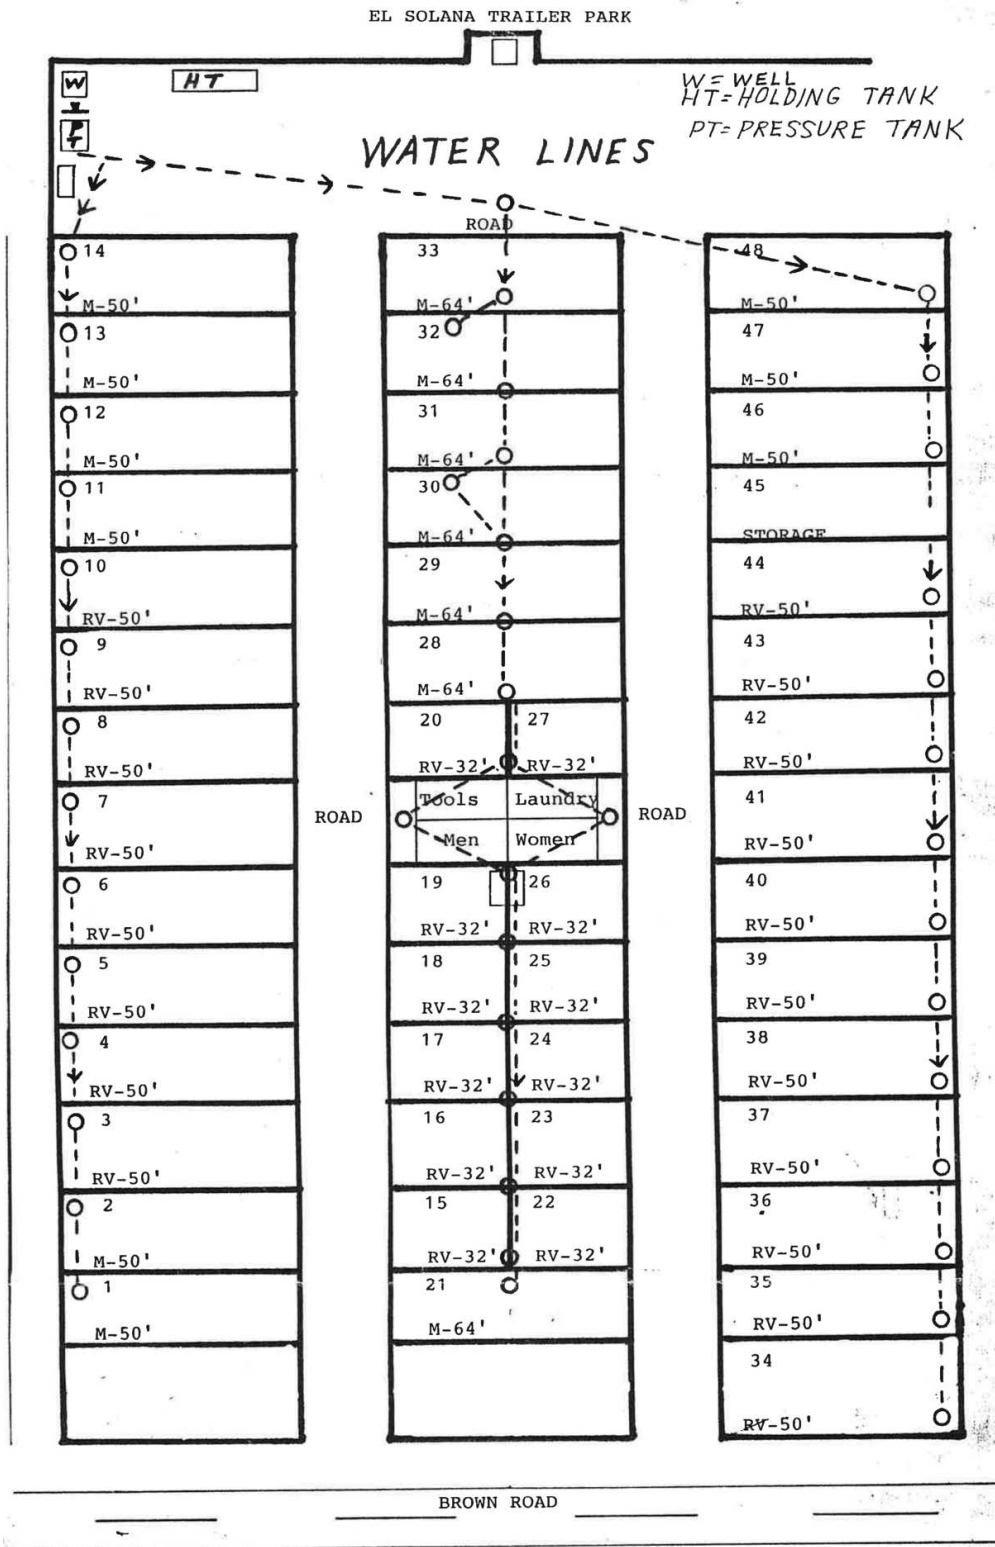 EL SOLANA TRAILER PARK
W
HT
W=WELL
HT=HOLDING TANK
PT
PT=PRESSURE TANK
WATER LINES
ROAD
14
M-50'
13
M-50'
12
M-50'
11
M-50'
10
RV-50'
9
RV-50'
8
RV-50'
7
RV-50'
6
RV-50'
5
RV-50'
4
RV-50'
3
RV-50'
2
M-50'
1
M-50'
ROAD
33
M-64'
32
M-64'
31
M-64'
30
M-64'
29
M-64'
28
M-64'
20 27
RV-32' RV-32'
Tools Laundry
Men Women
19 26
RV-32' RV-32'
18 25
RV-32' RV-32'
17 24
RV-32' RV-32'
16 23
RV-32' RV-32'
15 22
RV-32' RV-32'
21
M-64'
ROAD
48
M-50'
47
M-50'
46
M-50'
45
STORAGE
44
RV-50'
43
RV-50'
42
RV-50'
41
RV-50'
40
RV-50'
39
RV-50'
38
RV-50'
37
RV-50'
36
RV-50'
35
RV-50'
34
RV-50'
BROWN ROAD